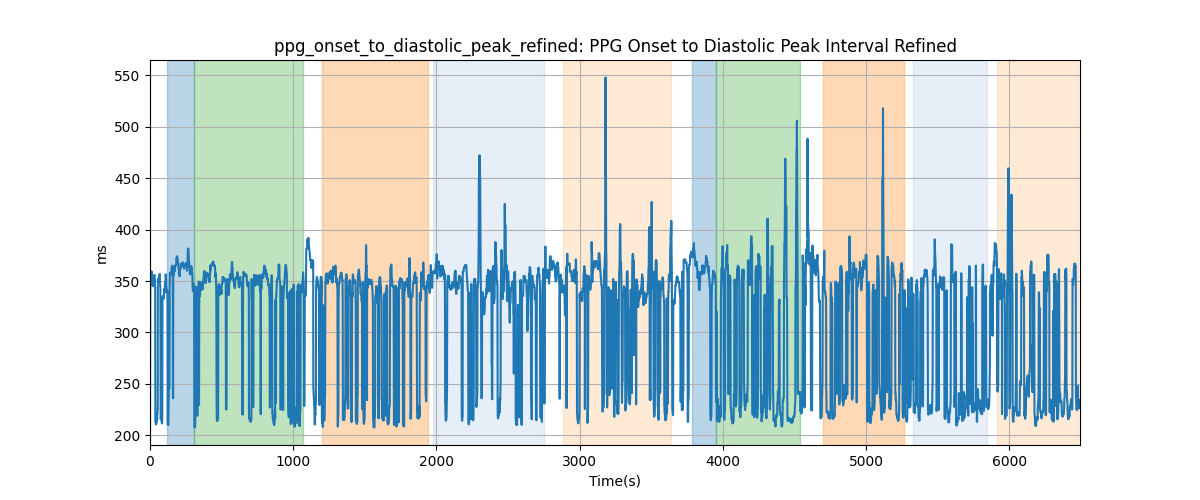 ppg_onset_to_diastolic_peak_refined: PPG Onset to Diastolic Peak Interval Refined
550
500
450
400
350
300
250
200
ms
0 1000 2000 3000 4000 5000 6000
Time(s)